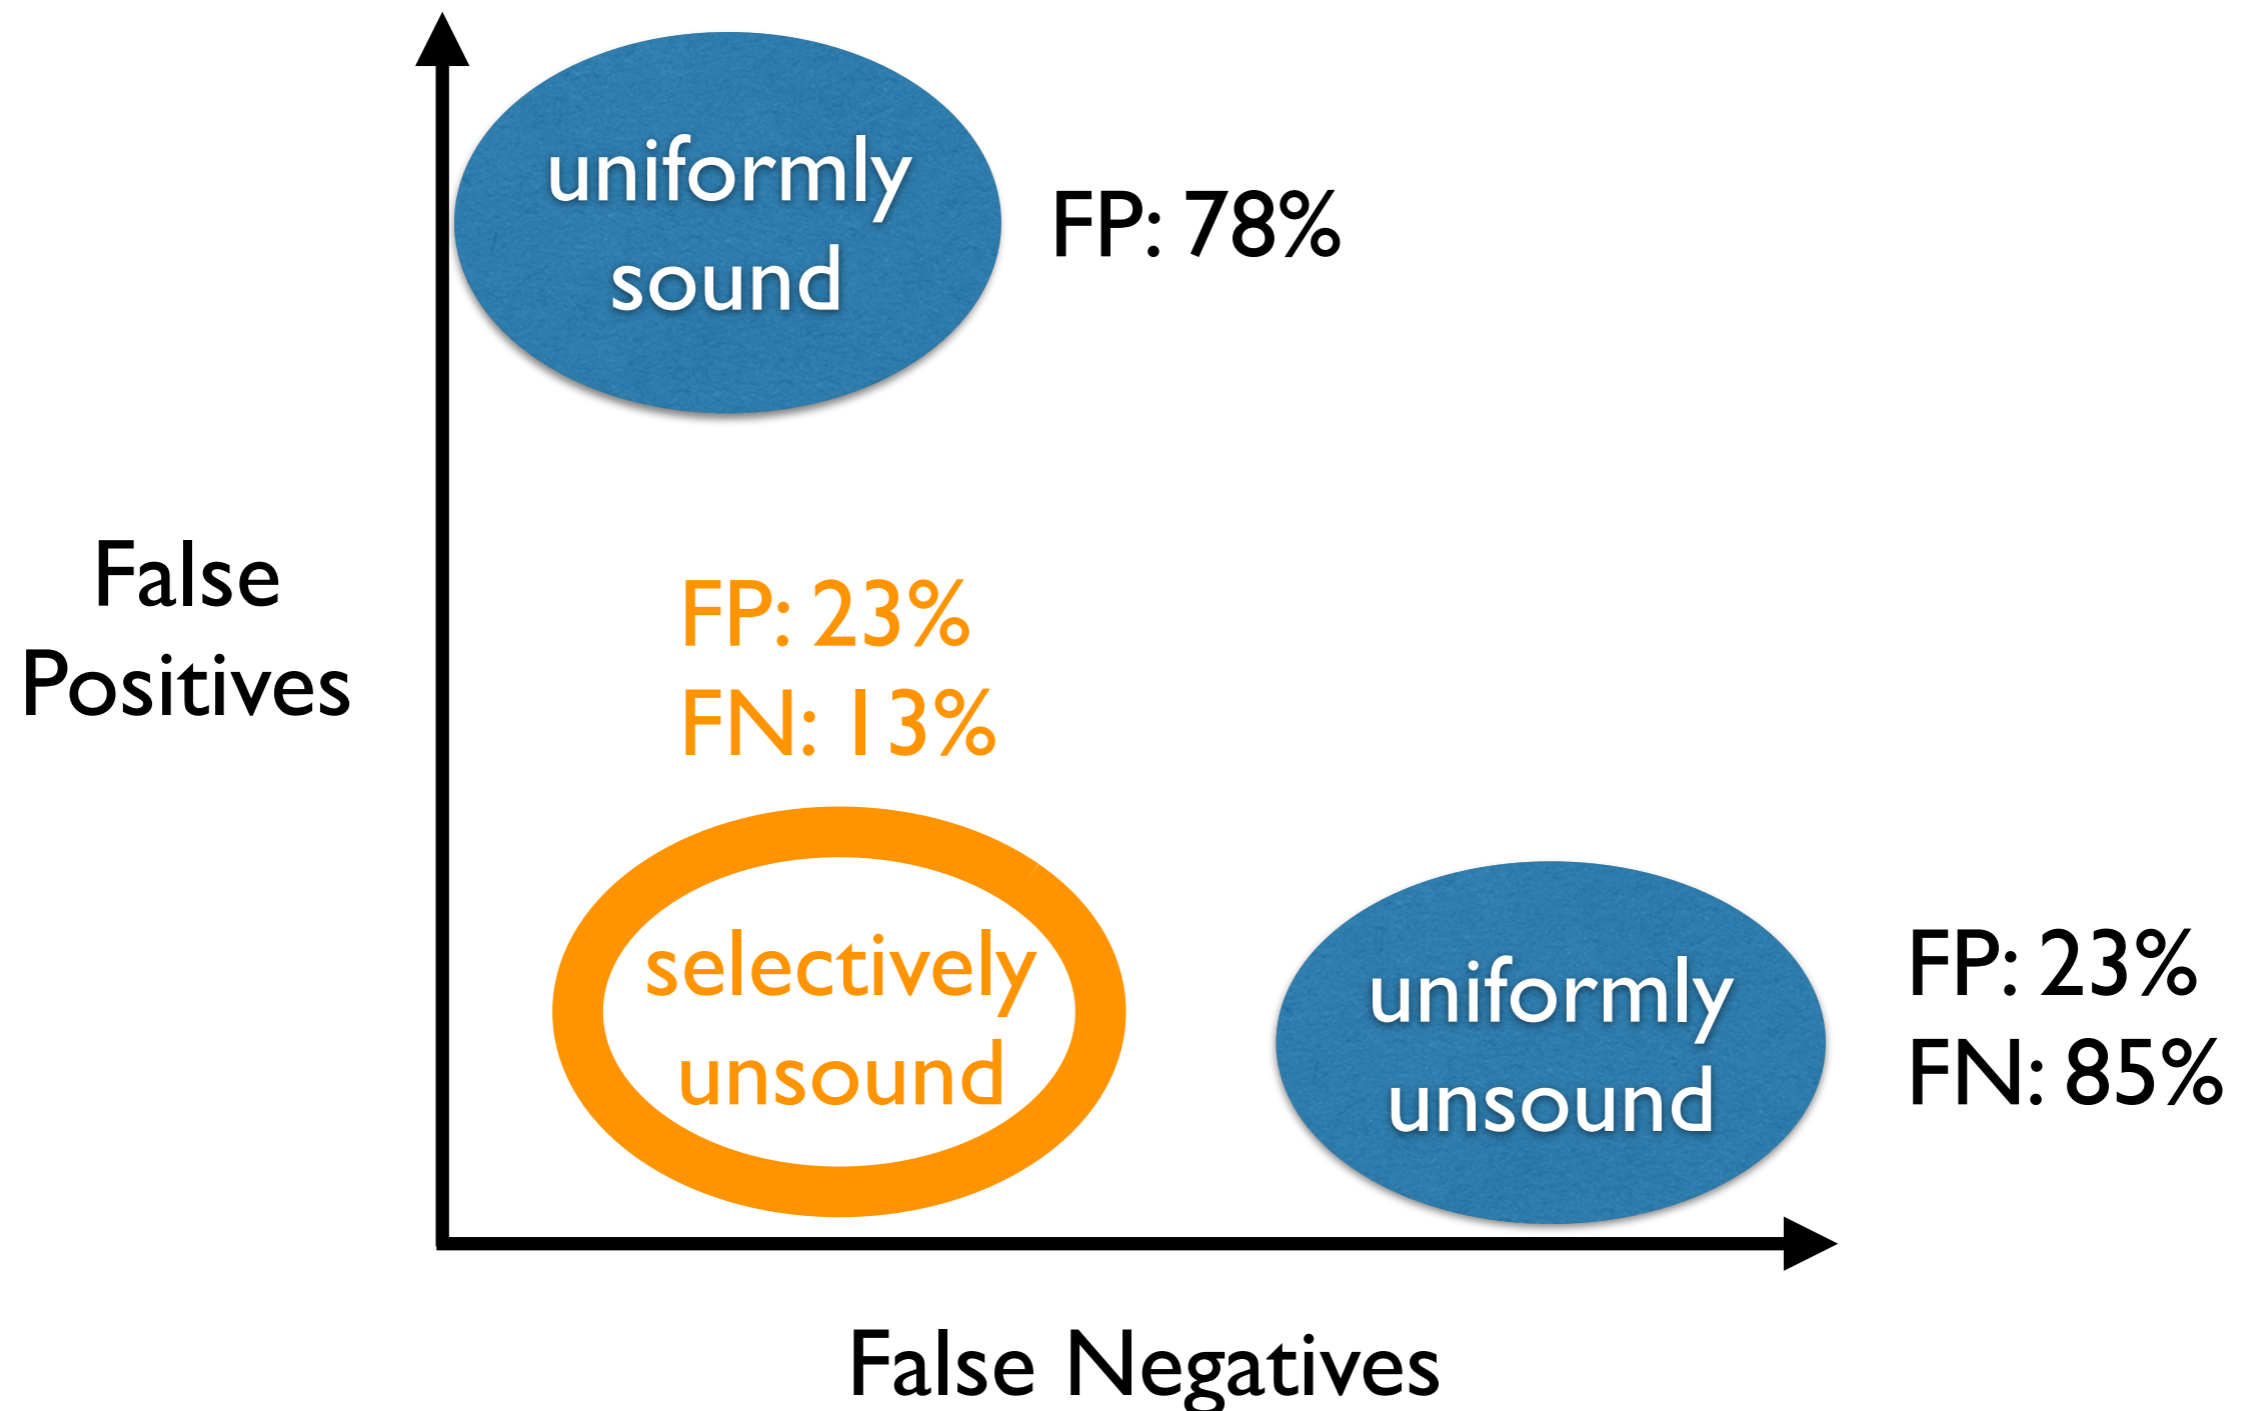 uniformly
sound
FP: 78%
False
Positives
FP: 23%
FN: 13%
selectively
unsound
uniformly
unsound
FP: 23%
FN: 85%
False Negatives